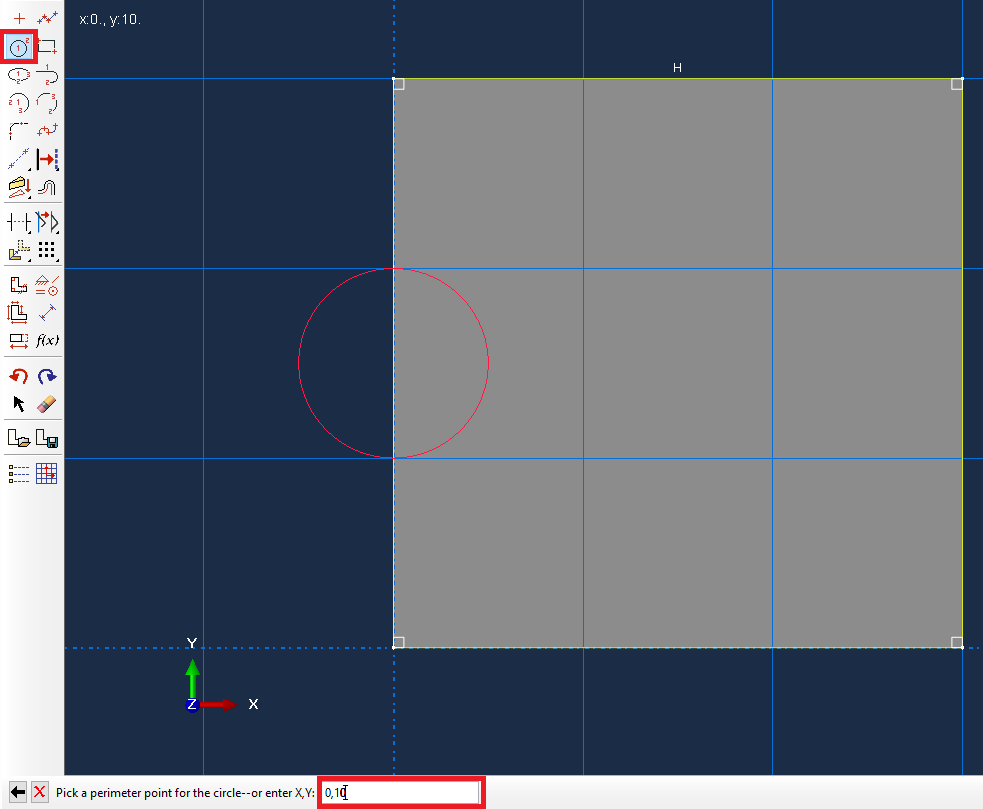 x:0., y:10.
H
f(x)
Y
Z
X
Pick a perimeter point for the circle--or enter X,Y:
0,10